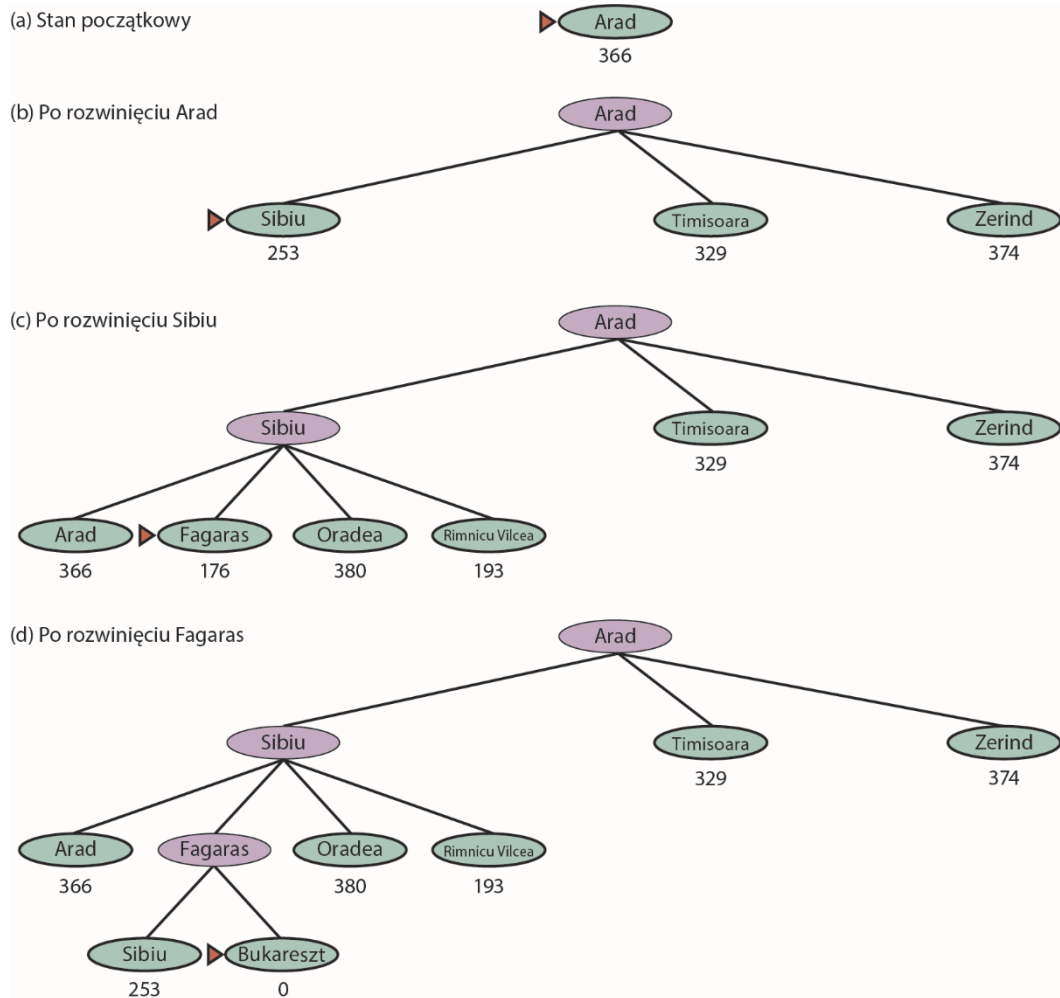 (a) Stan początkowy
Arad
366
(b) Po rozwinięciu Arad
Arad
Sibiu Timisoara Zerind
253 329 374
(c) Po rozwinięciu Sibiu
Arad
Sibiu Timisoara Zerind
329 374
Arad Fagaras Oradea Rimnicu Vilcea
366 176 380 193
(d) Po rozwinięciu Fagaras
Arad
Sibiu Timisoara Zerind
329 374
Arad Fagaras Oradea Rimnicu Vilcea
366 380 193
Sibiu Bukareszt
253 0